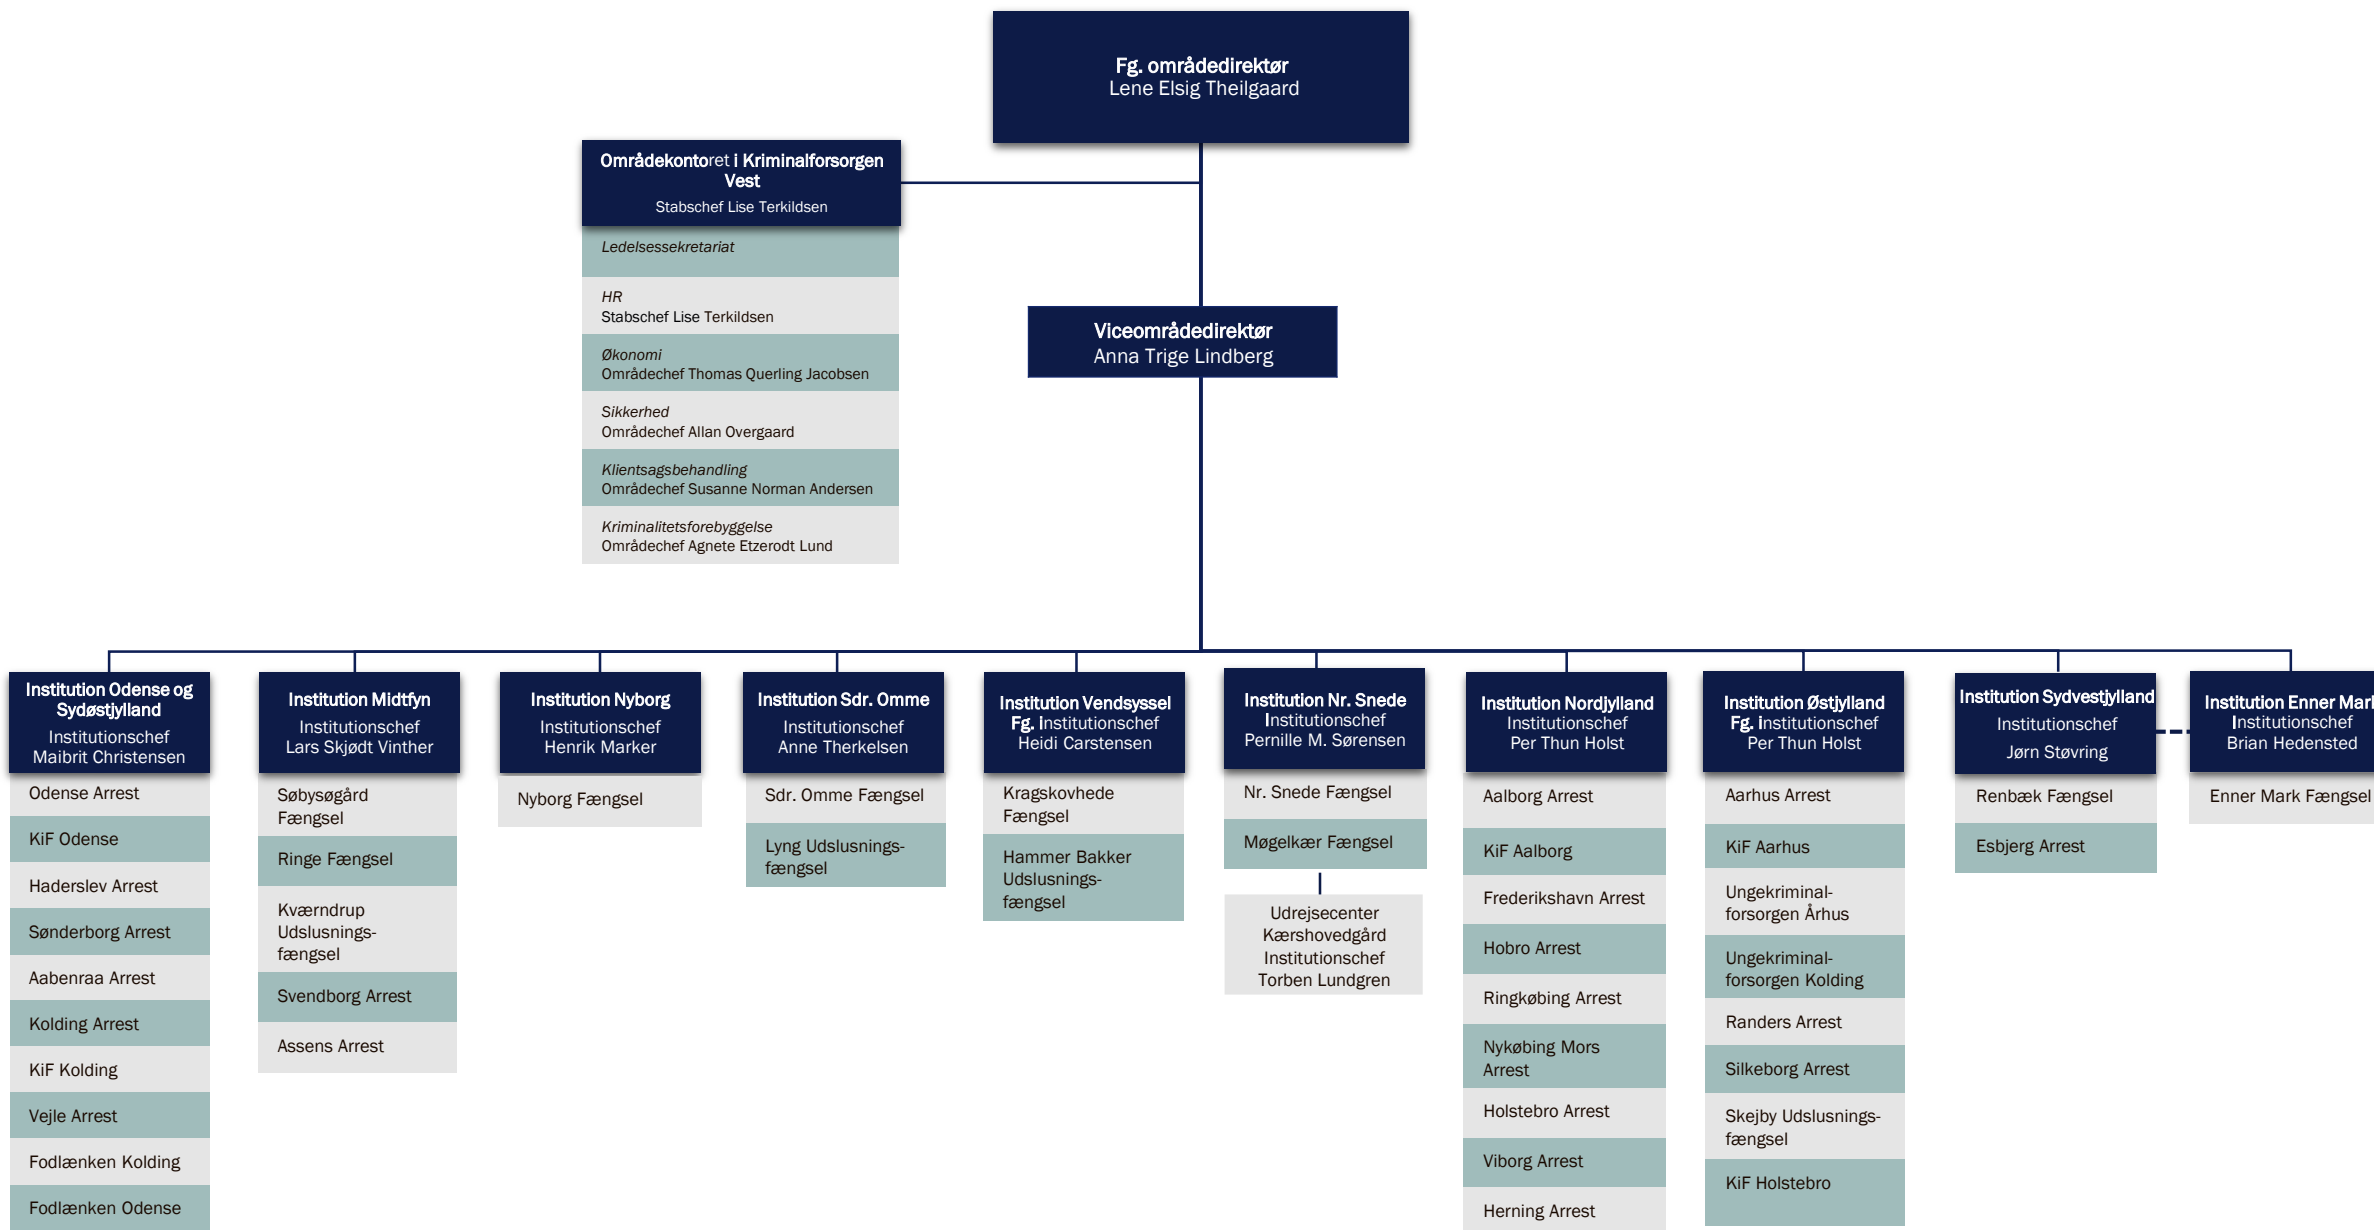 Fg. områdedirektør
Lene Elsig Theilgaard
Områdekontoret i Kriminalforsorgen
Vest
Stabschef Lise Terkildsen
Ledelsessekretariat
HR
Stabschef Lise Terkildsen
Økonomi
Områdechef Thomas Querling Jacobsen
Sikkerhed
Områdechef Allan Overgaard
Klientsagsbehandling
Områdechef Susanne Norman Andersen
Kriminalitetsforebyggelse
Områdechef Agnete Etzerodt Lund
Viceområdedirektør
Anna Trige Lindberg
Institution Odense og
Sydøstjylland
Institutionschef
Maibrit Christensen
Odense Arrest
KiF Odense
Haderslev Arrest
Sønderborg Arrest
Aabenraa Arrest
Kolding Arrest
KiF Kolding
Vejle Arrest
Fodlænken Kolding
Fodlænken Odense
Institution Midtfyn
Institutionschef
Lars Skjødt Vinther
Søbysøgård
Fængsel
Ringe Fængsel
Kværndrup
Udslusnings-
fængsel
Svendborg Arrest
Assens Arrest
Institution Nyborg
Institutionschef
Henrik Marker
Nyborg Fængsel
Institution Sdr. Omme
Institutionschef
Anne Therkelsen
Sdr. Omme Fængsel
Lyng Udslusnings-
fængsel
Institution Vendsyssel
Fg. institutionschef
Heidi Carstensen
Kragskovhede
Fængsel
Hammer Bakker
Udslusnings-
fængsel
Institution Nr. Snede
Institutionschef
Pernille M. Sørensen
Nr. Snede Fængsel
Møgelkær Fængsel
Udrejsecenter
Kærshovedgård
Institutionschef
Torben Lundgren
Institution Nordjylland
Institutionschef
Per Thun Holst
Aalborg Arrest
KiF Aalborg
Frederikshavn Arrest
Hobro Arrest
Ringkøbing Arrest
Nykøbing Mors
Arrest
Holstebro Arrest
Viborg Arrest
Herning Arrest
Institution Østjylland
Fg. institutionschef
Per Thun Holst
Aarhus Arrest
KiF Aarhus
Ungekriminal-
forsorgen Århus
Ungekriminal-
forsorgen Kolding
Randers Arrest
Silkeborg Arrest
Skejby Udslusnings-
fængsel
KiF Holstebro
Institution Sydvestjylland
Institutionschef
Jørn Støvring
Renbæk Fængsel
Esbjerg Arrest
Institution Enner Mark
Institutionschef
Brian Hedensted
Enner Mark Fængsel